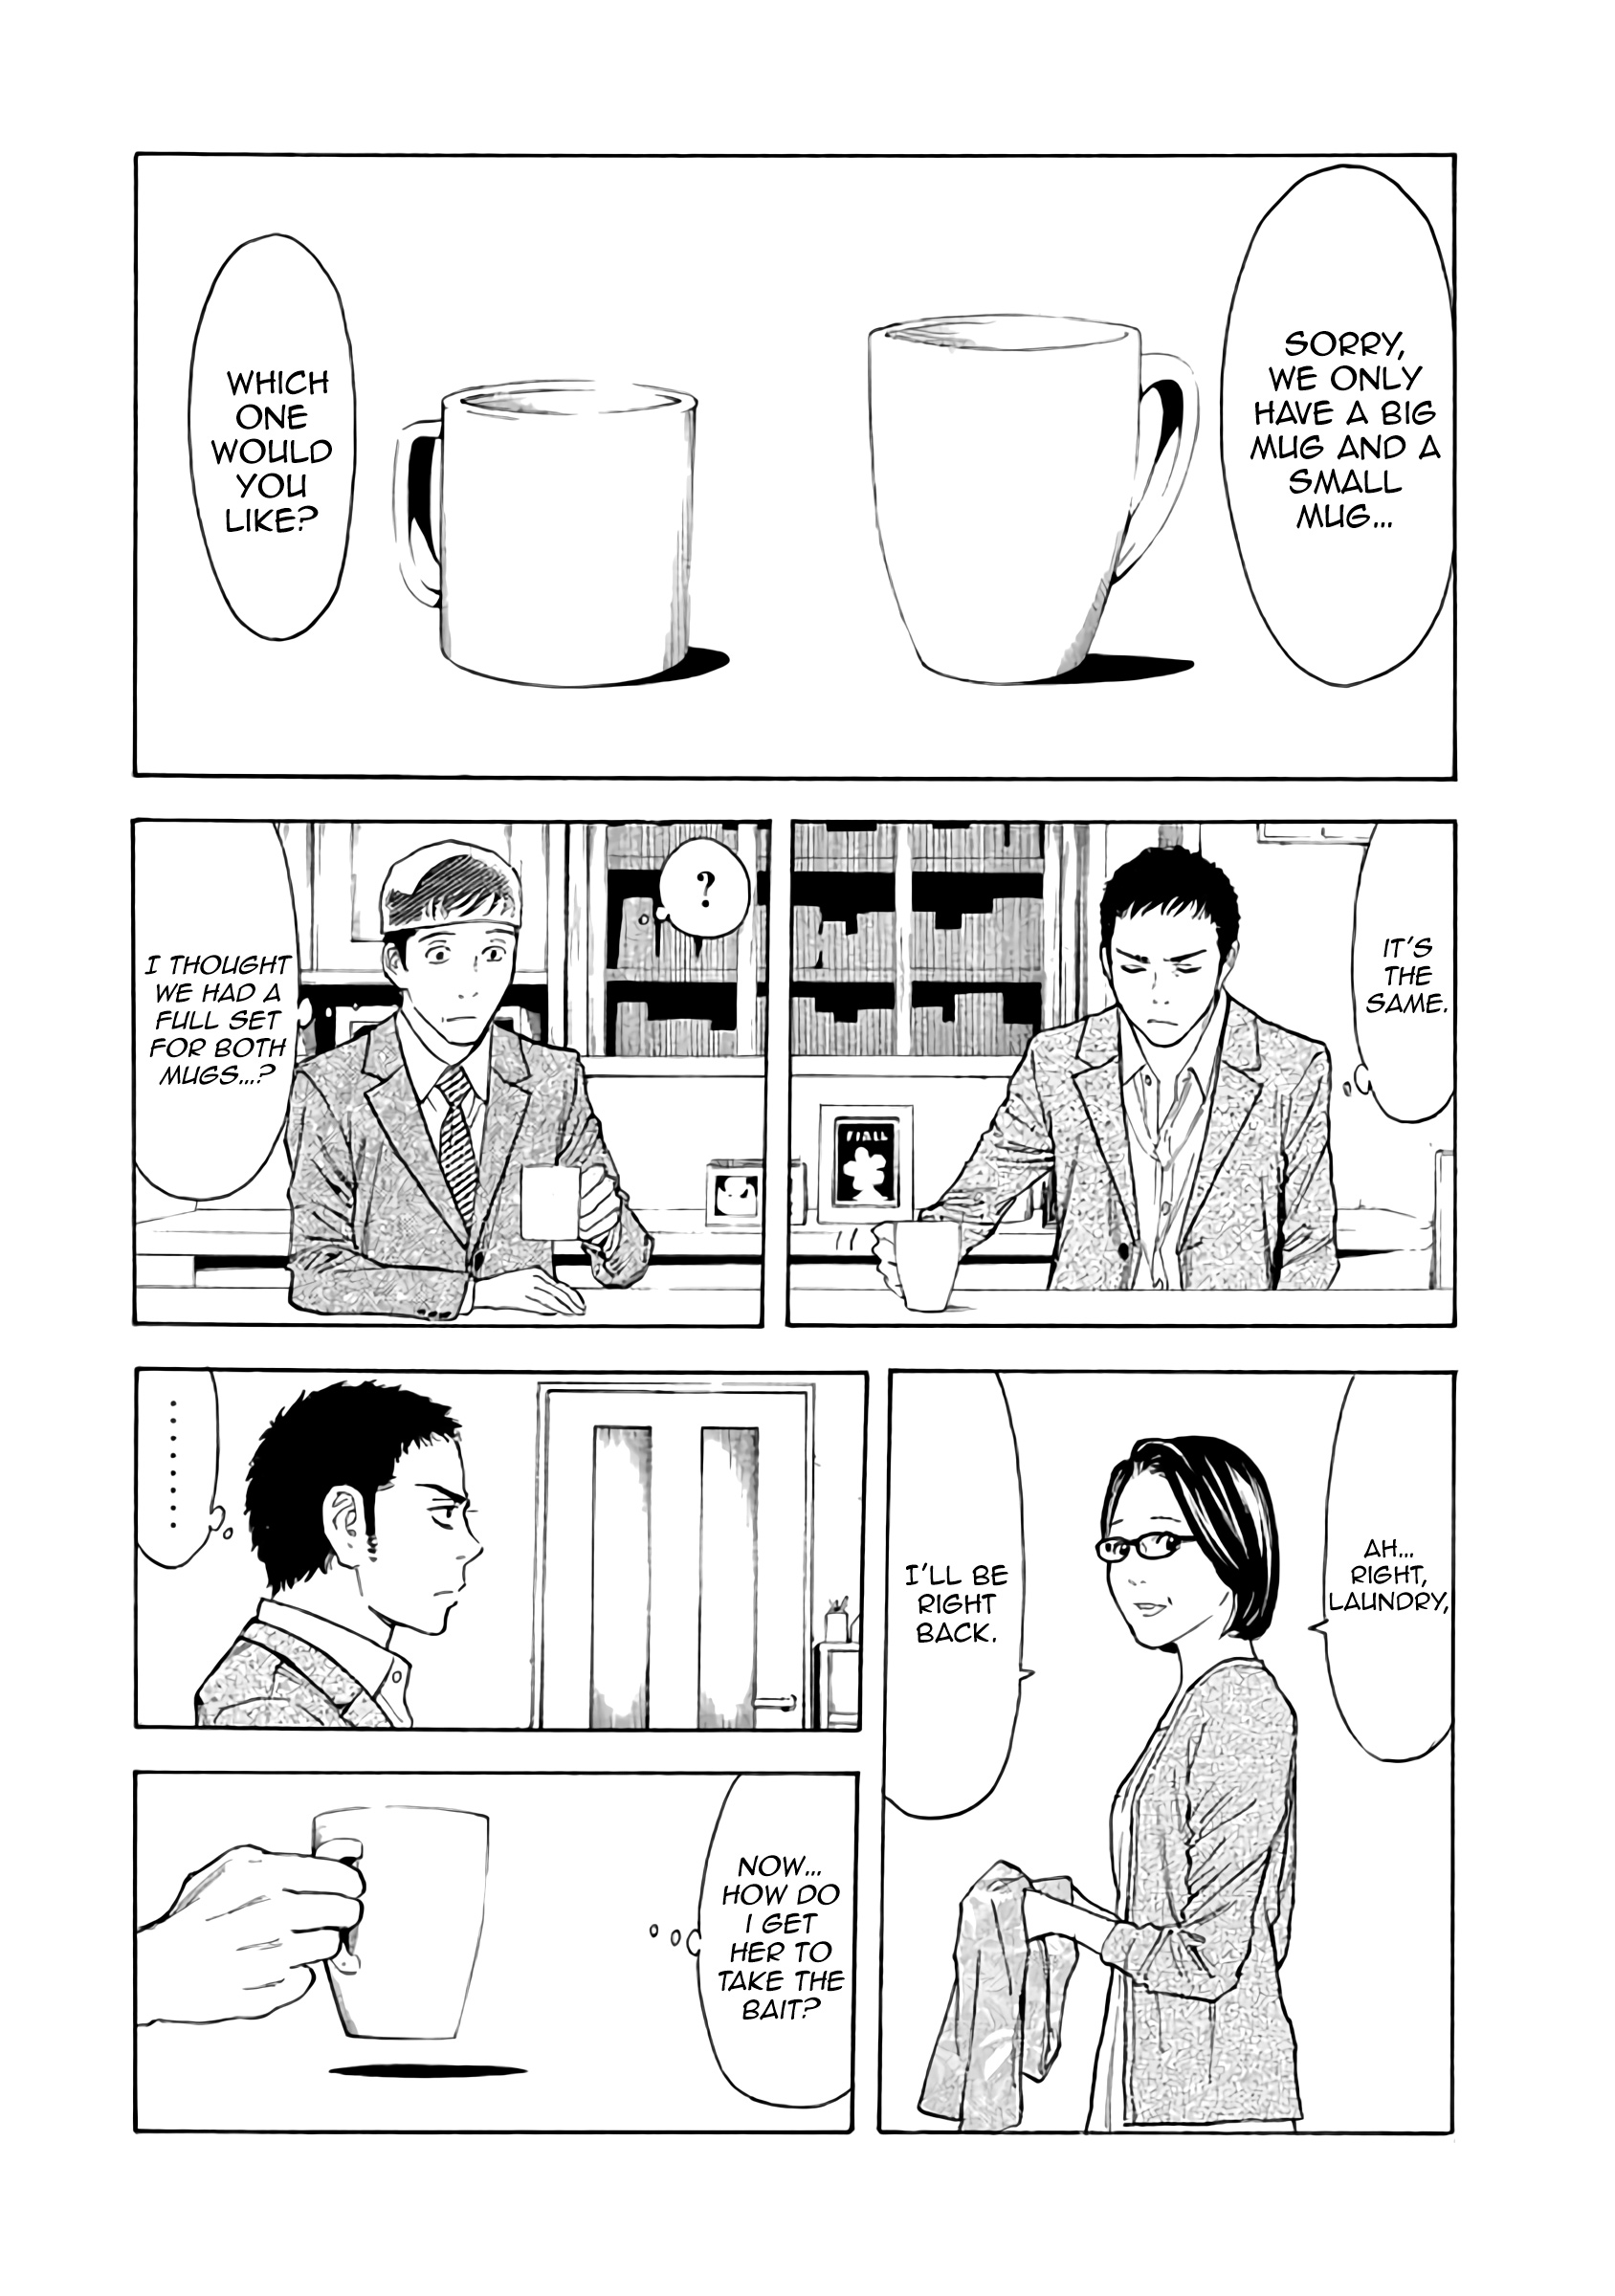 SORRY,
WE ONLY
HAVE A BIG
MUG AND A
SMALL
MUG...
WHICH
ONE
WOULD
YOU
LIKE?
IT'S
THE
SAME.
?
I THOUGHT
WE HAD A
FULL SET
FOR BOTH
MUGS...?
AH...
RIGHT,
LAUNDRY,
I'LL BE
RIGHT
BACK.
........
NOW...
HOW DO
I GET
HER TO
TAKE THE
BAIT?